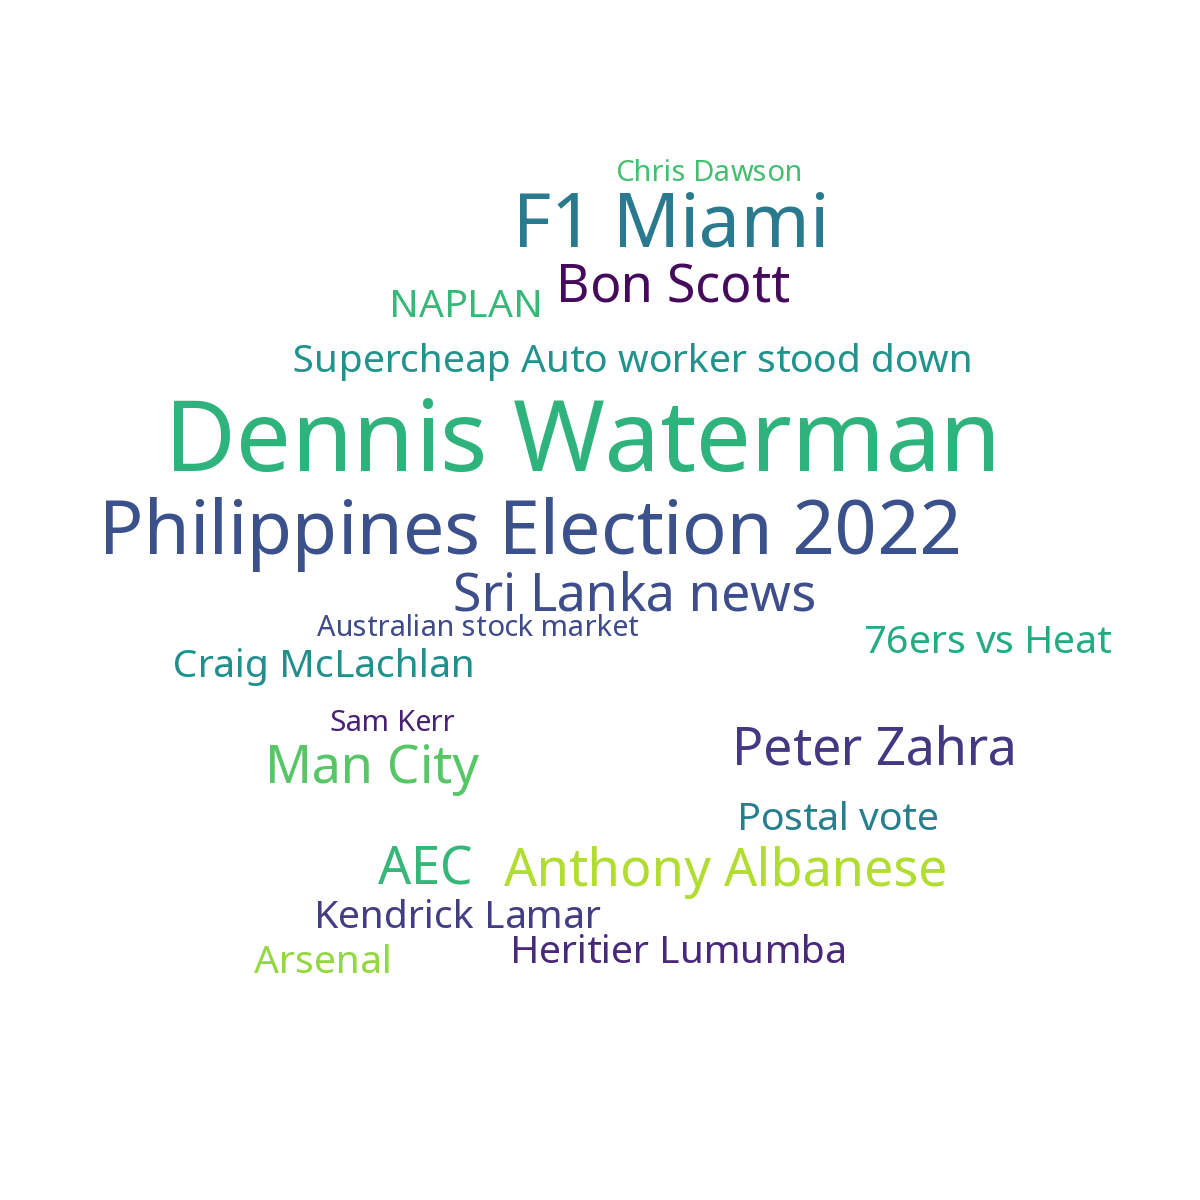 Chris Dawson
F1 Miami
Bon Scott
NAPLAN
Supercheap Auto worker stood down
Dennis Waterman
Philippines Election 2022
Sri Lanka news
Australian stock market
76ers vs Heat
Craig McLachlan
Sam Kerr
Peter Zahra
Man City
Postal vote
AEC
Anthony Albanese
Kendrick Lamar
Heritier Lumumba
Arsenal